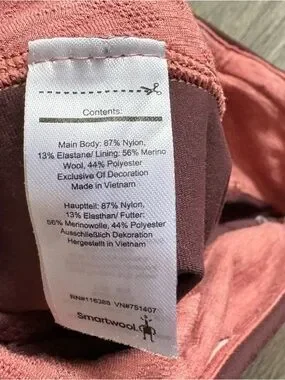 Contents:
Main Body: 87% Nylon,
13% Elastane/ Lining: 56% Merino
Wool, 44% Polyester
Exclusive Of Decoration
Made in Vietnam
Hauptteil: 87% Nylon,
13% Elasthan/ Futter:
56% Merinowolle, 44% Polyester
Ausschließlich Dekoration
Hergestellt in Vietnam
RN#116388 VN#751407
Smartwool.